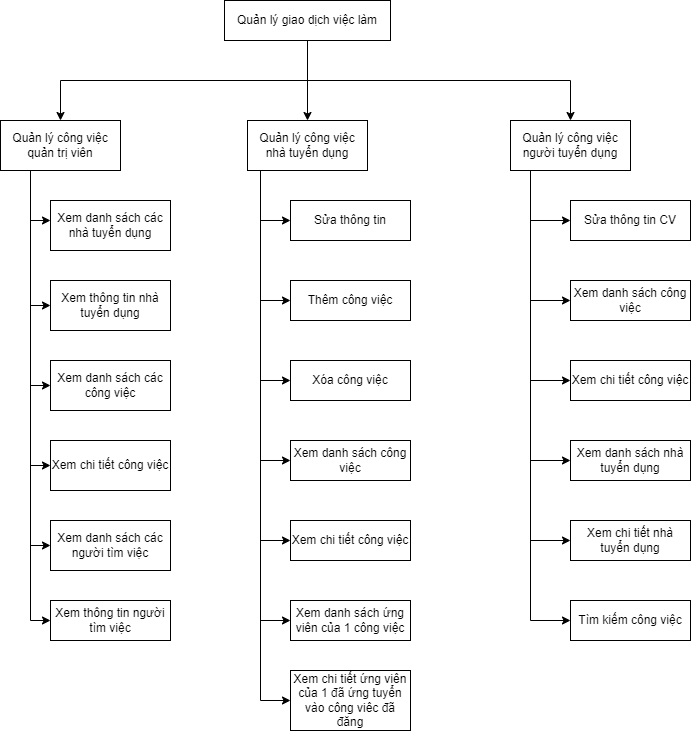 Quản lý giao dịch việc làm
Quản lý công việc
quản trị viên
Xem danh sách các
nhà tuyển dụng
Xem thông tin nhà
tuyển dụng
Xem danh sách các
công việc
Xem chi tiết công việc
Xem danh sách các
người tìm việc
Xem thông tin người
tìm việc
Quản lý công việc
nhà tuyển dụng
Sửa thông tin
Thêm công việc
Xóa công việc
Xem danh sách công
việc
Xem chi tiết công việc
Xem danh sách ứng
viên của 1 công việc
Xem chi tiết ứng viên
của 1 đã ứng tuyển
vào công viêc đã
đăng
Quản lý công việc
người tuyển dụng
Sửa thông tin CV
Xem danh sách công
việc
Xem chi tiết công việc
Xem danh sách nhà
tuyển dụng
Xem chi tiết nhà
tuyển dụng
Tìm kiếm công việc